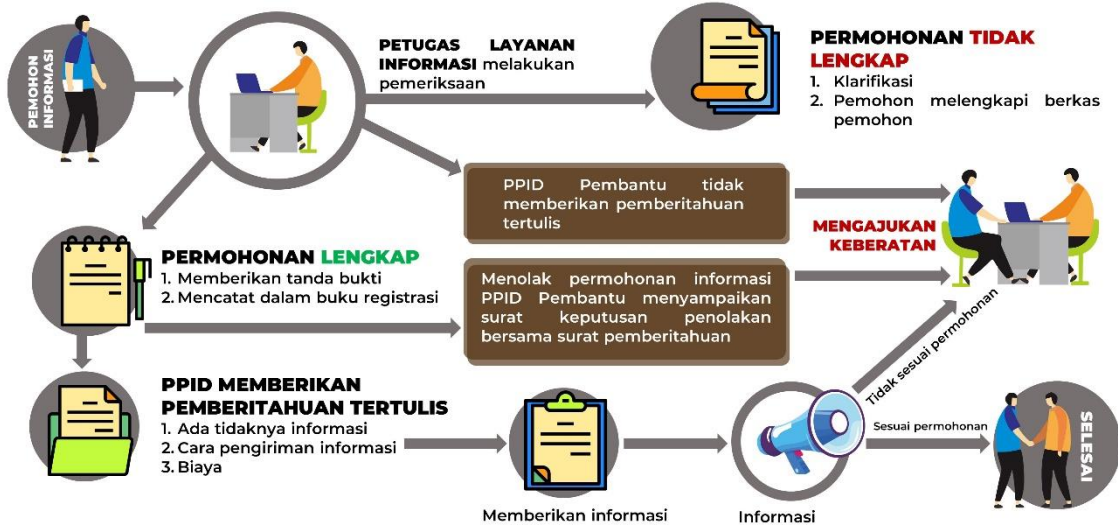 PEMOHON
INFORMASI
PETUGAS LAYANAN
INFORMASI melakukan
pemeriksaan
PERMOHONAN TIDAK
LENGKAP
1. Klarifikasi
2. Pemohon melengkapi berkas
pemohon
PPID Pembantu tidak
memberikan pemberitahuan
tertulis
MENGAJUKAN
KEBERATAN
PERMOHONAN LENGKAP
1. Memberikan tanda bukti
2. Mencatat dalam buku registrasi
Menolak permohonan informasi
PPID Pembantu menyampaikan
surat keputusan penolakan
bersama surat pemberitahuan
PPID MEMBERIKAN
PEMBERITAHUAN TERTULIS
1. Ada tidaknya informasi
2. Cara pengiriman informasi
3. Biaya
Memberikan informasi
Informasi
Tidak sesuai permohonan
Sesuai permohonan
SELESAI